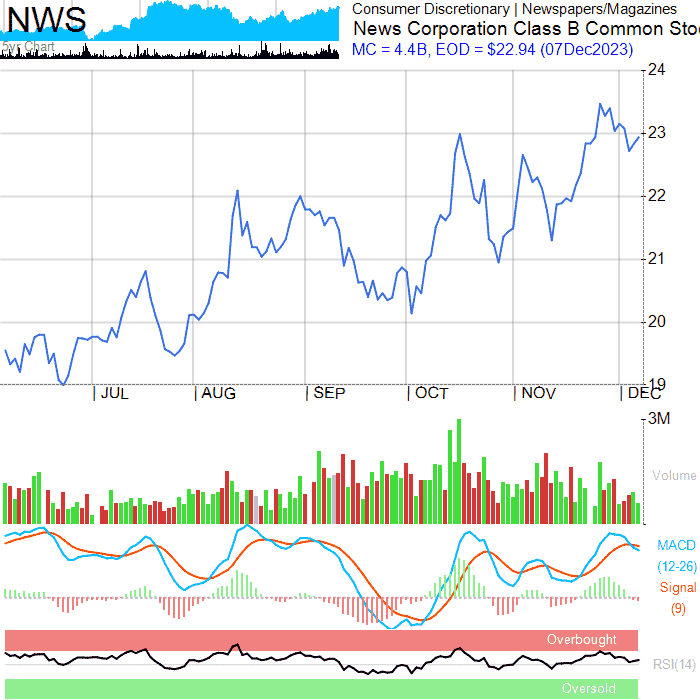 NWS
5yr Chart
Consumer Discretionary | Newspapers/Magazines
News Corporation Class B Common Sto
MC = 4.4B, EOD = $22.94 (07Dec2023)
24
23
22
21
20
19
JUL AUG SEP OCT NOV DEC
3M
Volume
MACD
(12-26)
Signal
(9)
Overbought
RSI(14)
Oversold